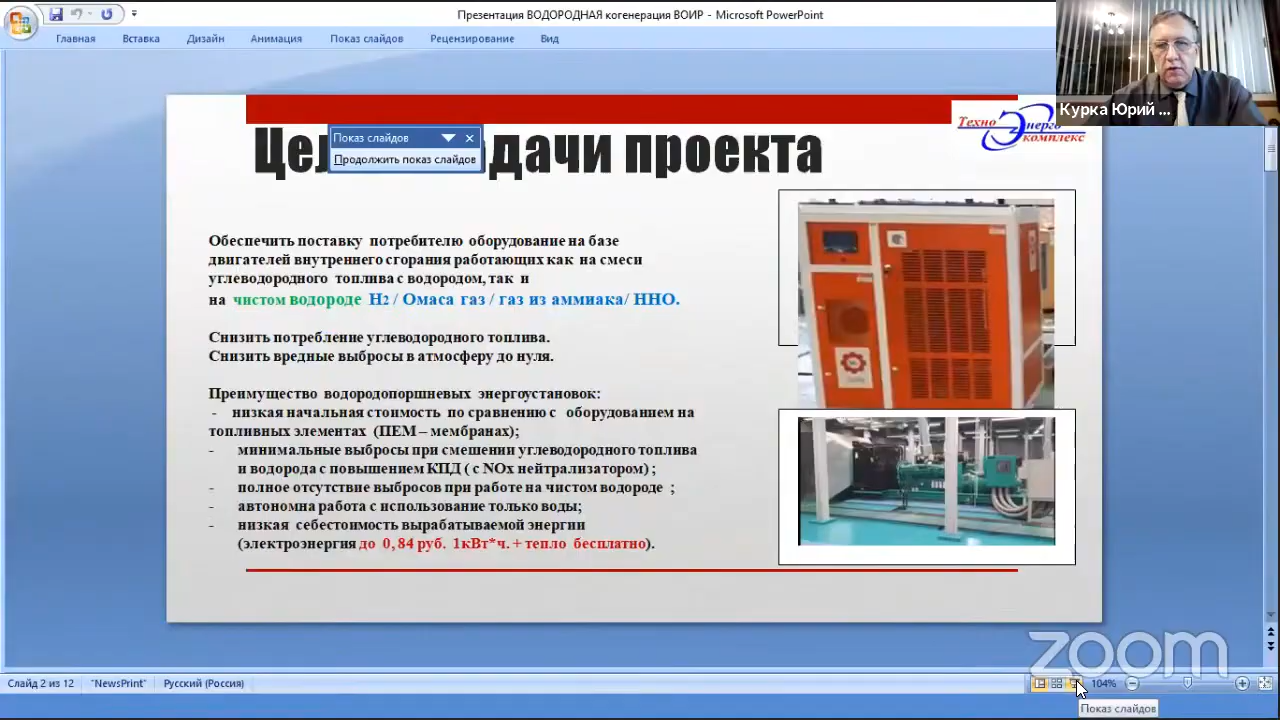 Презентация ВОДОРОДНАЯ когенерация ВОИР - Microsoft PowerPoint
Главная Вставка Дизайн Анимация Показ слайдов Рецензирование Вид
Курка Юрий ...
Показ слайдов
Продолжить показ слайдов
Цел дачи проекта
Техно Энерго комплекс
Обеспечить поставку потребителю оборудование на базе
двигателей внутреннего сгорания работающих как на смеси
углеводородного топлива с водородом, так и
на чистом водороде H2 / Омаса газ / газ из аммиака/ ННО.
Снизить потребление углеводородного топлива.
Снизить вредные выбросы в атмосферу до нуля.
Преимущество водородопоршневых энергоустановок:
- низкая начальная стоимость по сравнению с оборудованием на
топливных элементах (ПЕМ – мембранах);
- минимальные выбросы при смешении углеводородного топлива
и водорода с повышением КПД ( с NOx нейтрализатором) ;
- полное отсутствие выбросов при работе на чистом водороде ;
- автономна работа с использование только воды;
- низкая себестоимость вырабатываемой энергии
(электроэнергия до 0, 84 руб. 1кВт*ч. + тепло бесплатно).
zoom
Слайд 2 из 12 "NewsPrint" Русский (Россия) 104%
Показ слайдов